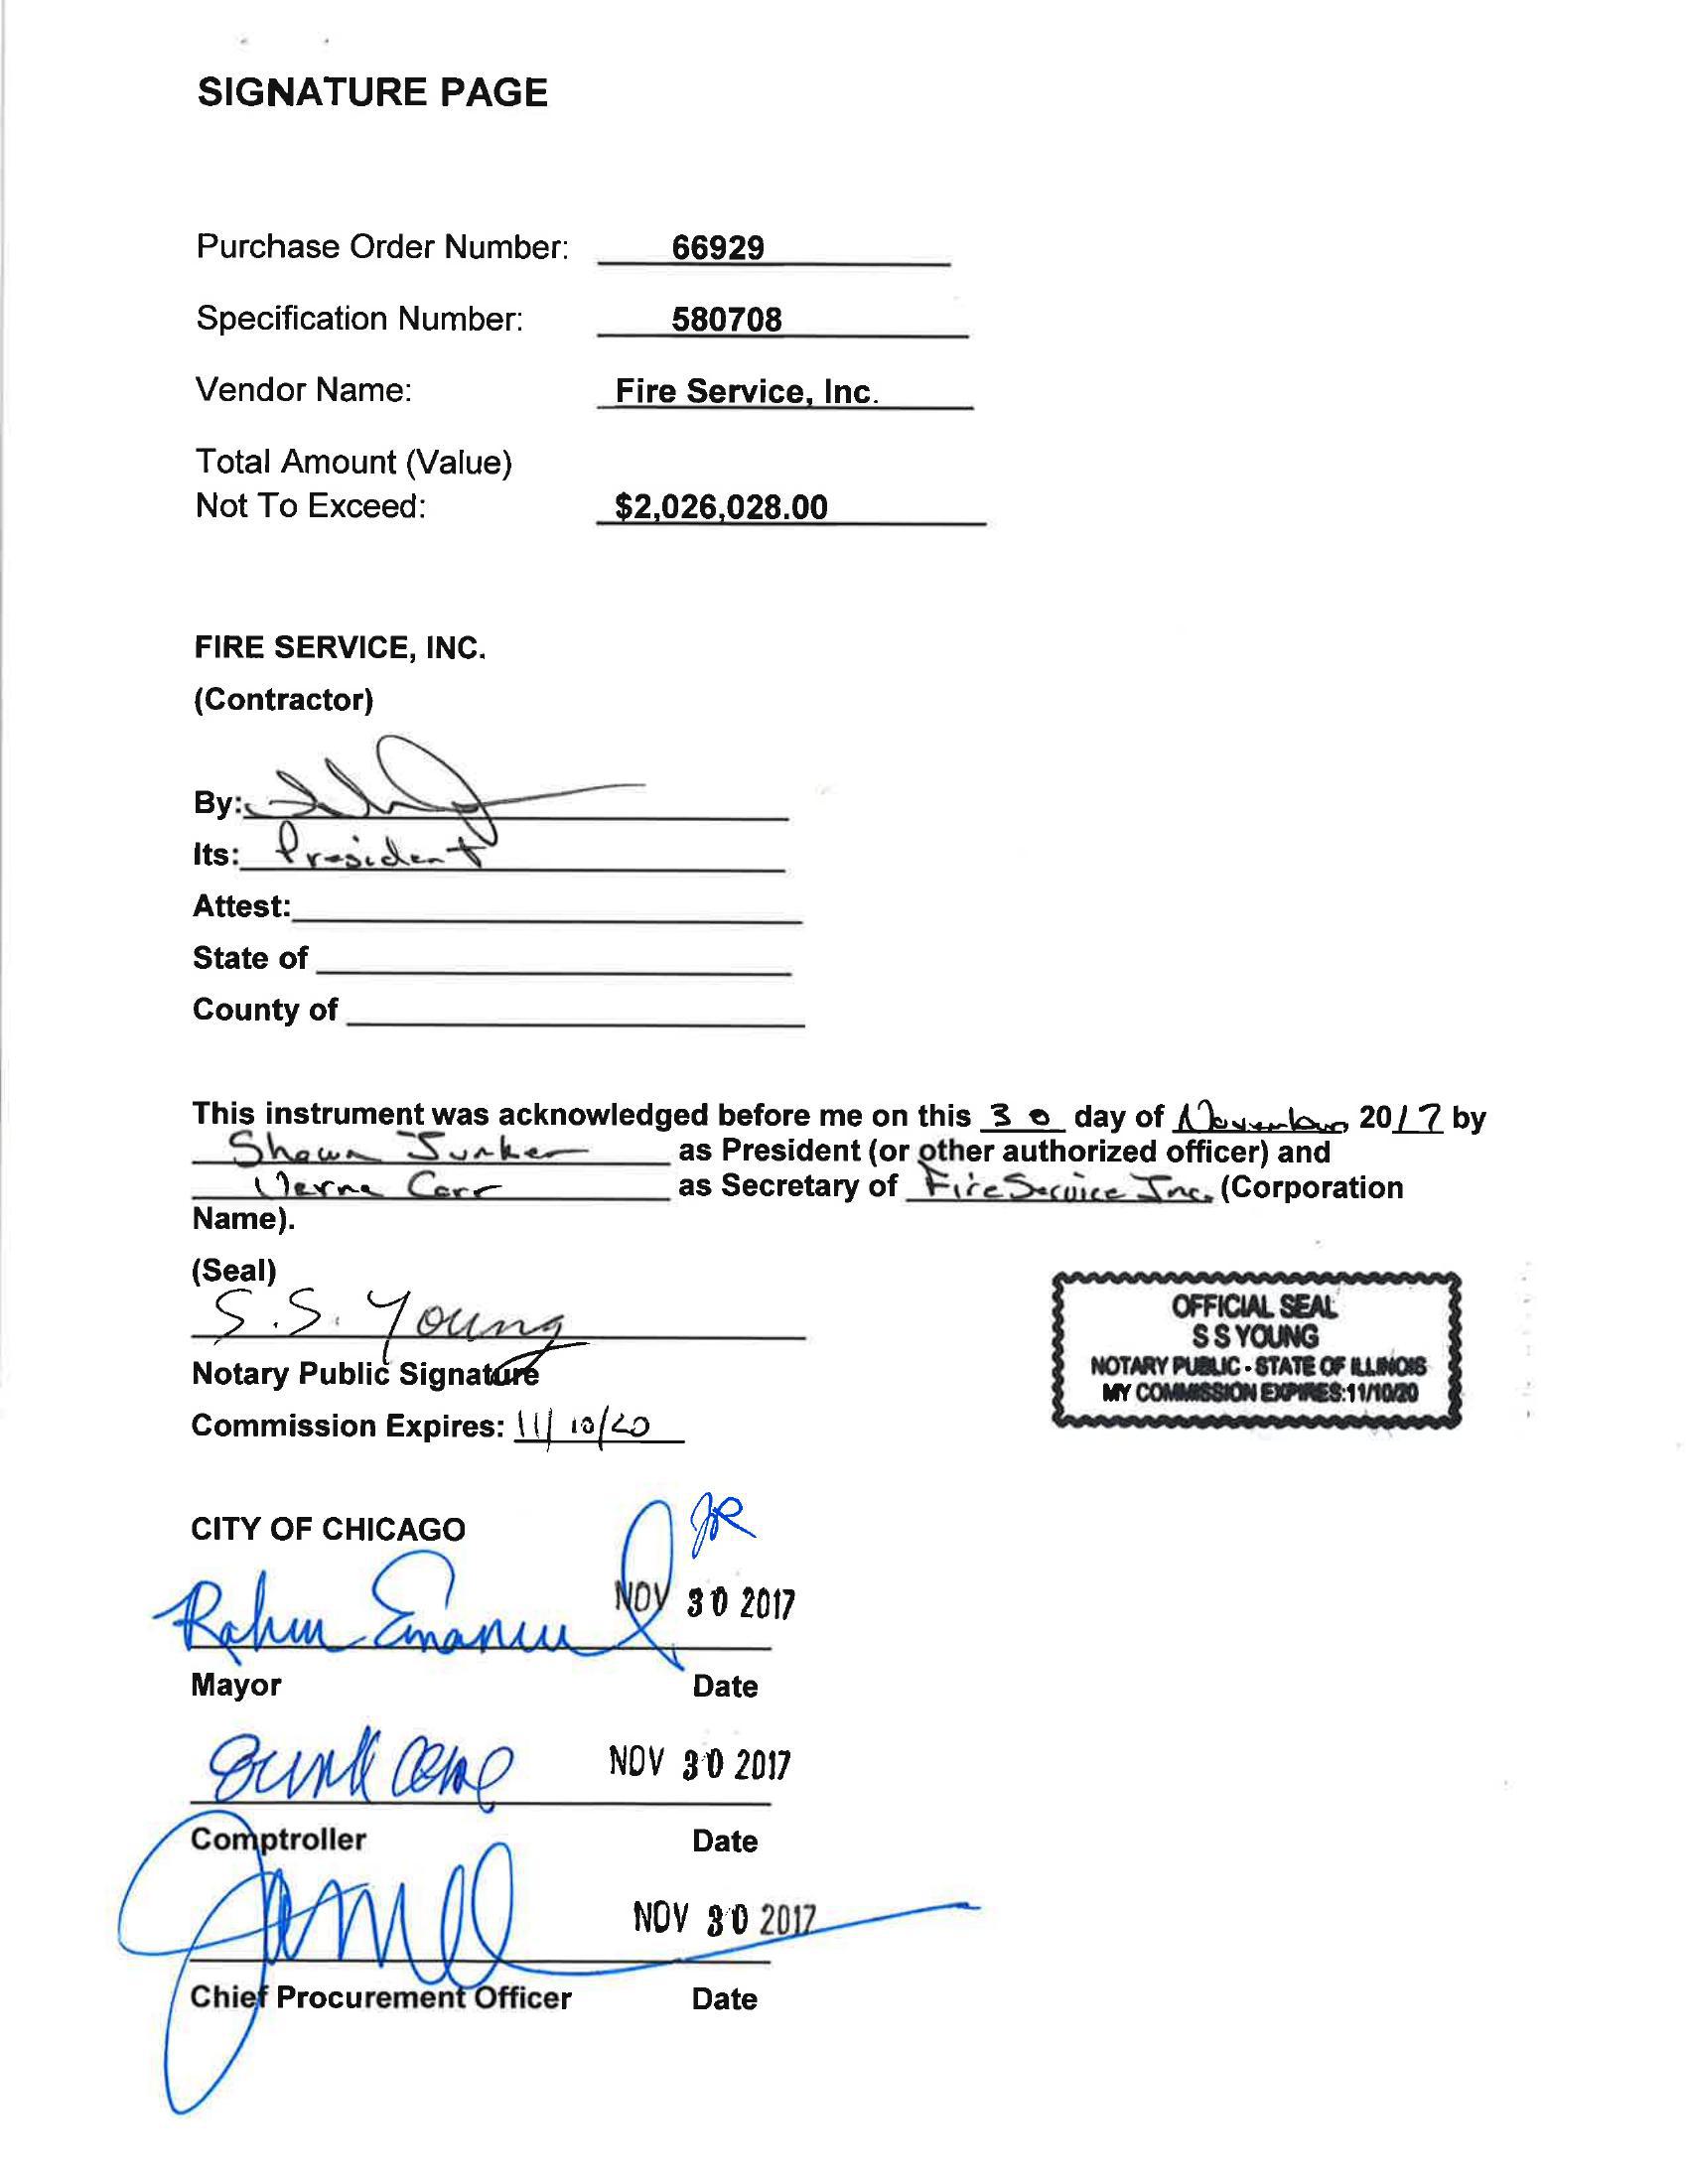 SIGNATURE PAGE
Purchase Order Number: 66929
Specification Number: 580708
Vendor Name: Fire Service, Inc.
Total Amount (Value)
Not To Exceed: $2,026,028.00
FIRE SERVICE, INC.
(Contractor)
By:
Its: President
Attest:
State of
County of
This instrument was acknowledged before me on this 30 day of November 2017 by
Shawn Junker as President (or other authorized officer) and
Verne Carr as Secretary of Fire Service Inc. (Corporation
Name).
(Seal)
S.S. Young
Notary Public Signature
Commission Expires: 11/10/20
OFFICIAL SEAL
S S YOUNG
NOTARY PUBLIC - STATE OF ILLINOIS
MY COMMISSION EXPIRES:11/10/20
CITY OF CHICAGO
Rahm Emanuel NOV 30 2017
Mayor Date
NOV 30 2017
Comptroller Date
NOV 30 2017
Chief Procurement Officer Date